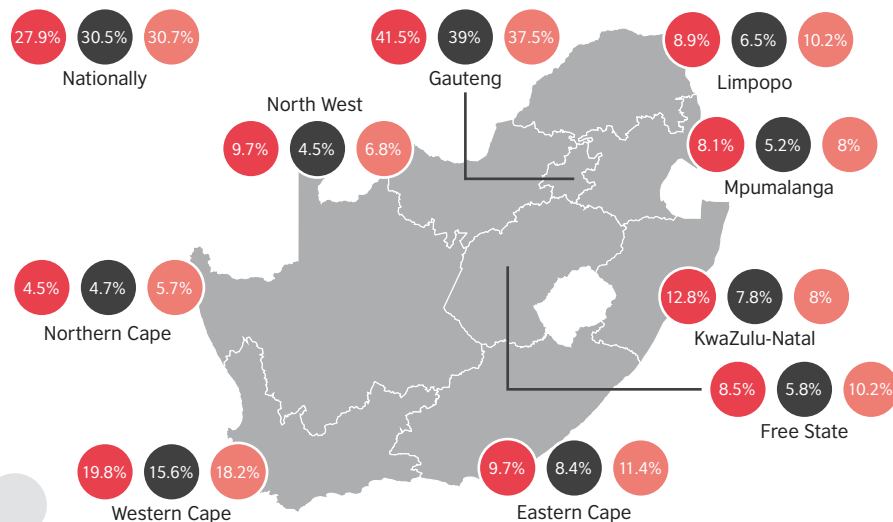 27.9% 30.5% 30.7%
Nationally
41.5% 39% 37.5%
Gauteng
8.9% 6.5% 10.2%
Limpopo
North West
9.7% 4.5% 6.8%
8.1% 5.2% 8%
Mpumalanga
4.5% 4.7% 5.7%
Northern Cape
12.8% 7.8% 8%
KwaZulu-Natal
8.5% 5.8% 10.2%
Free State
19.8% 15.6% 18.2%
Western Cape
9.7% 8.4% 11.4%
Eastern Cape